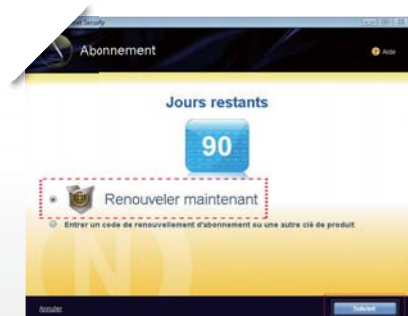 Security
Abonnement
Aide
Jours restants
90
Renouveler maintenant
Entrer un code de renouvellement d'abonnement ou une autre clé de produit
Annuler
Suivant